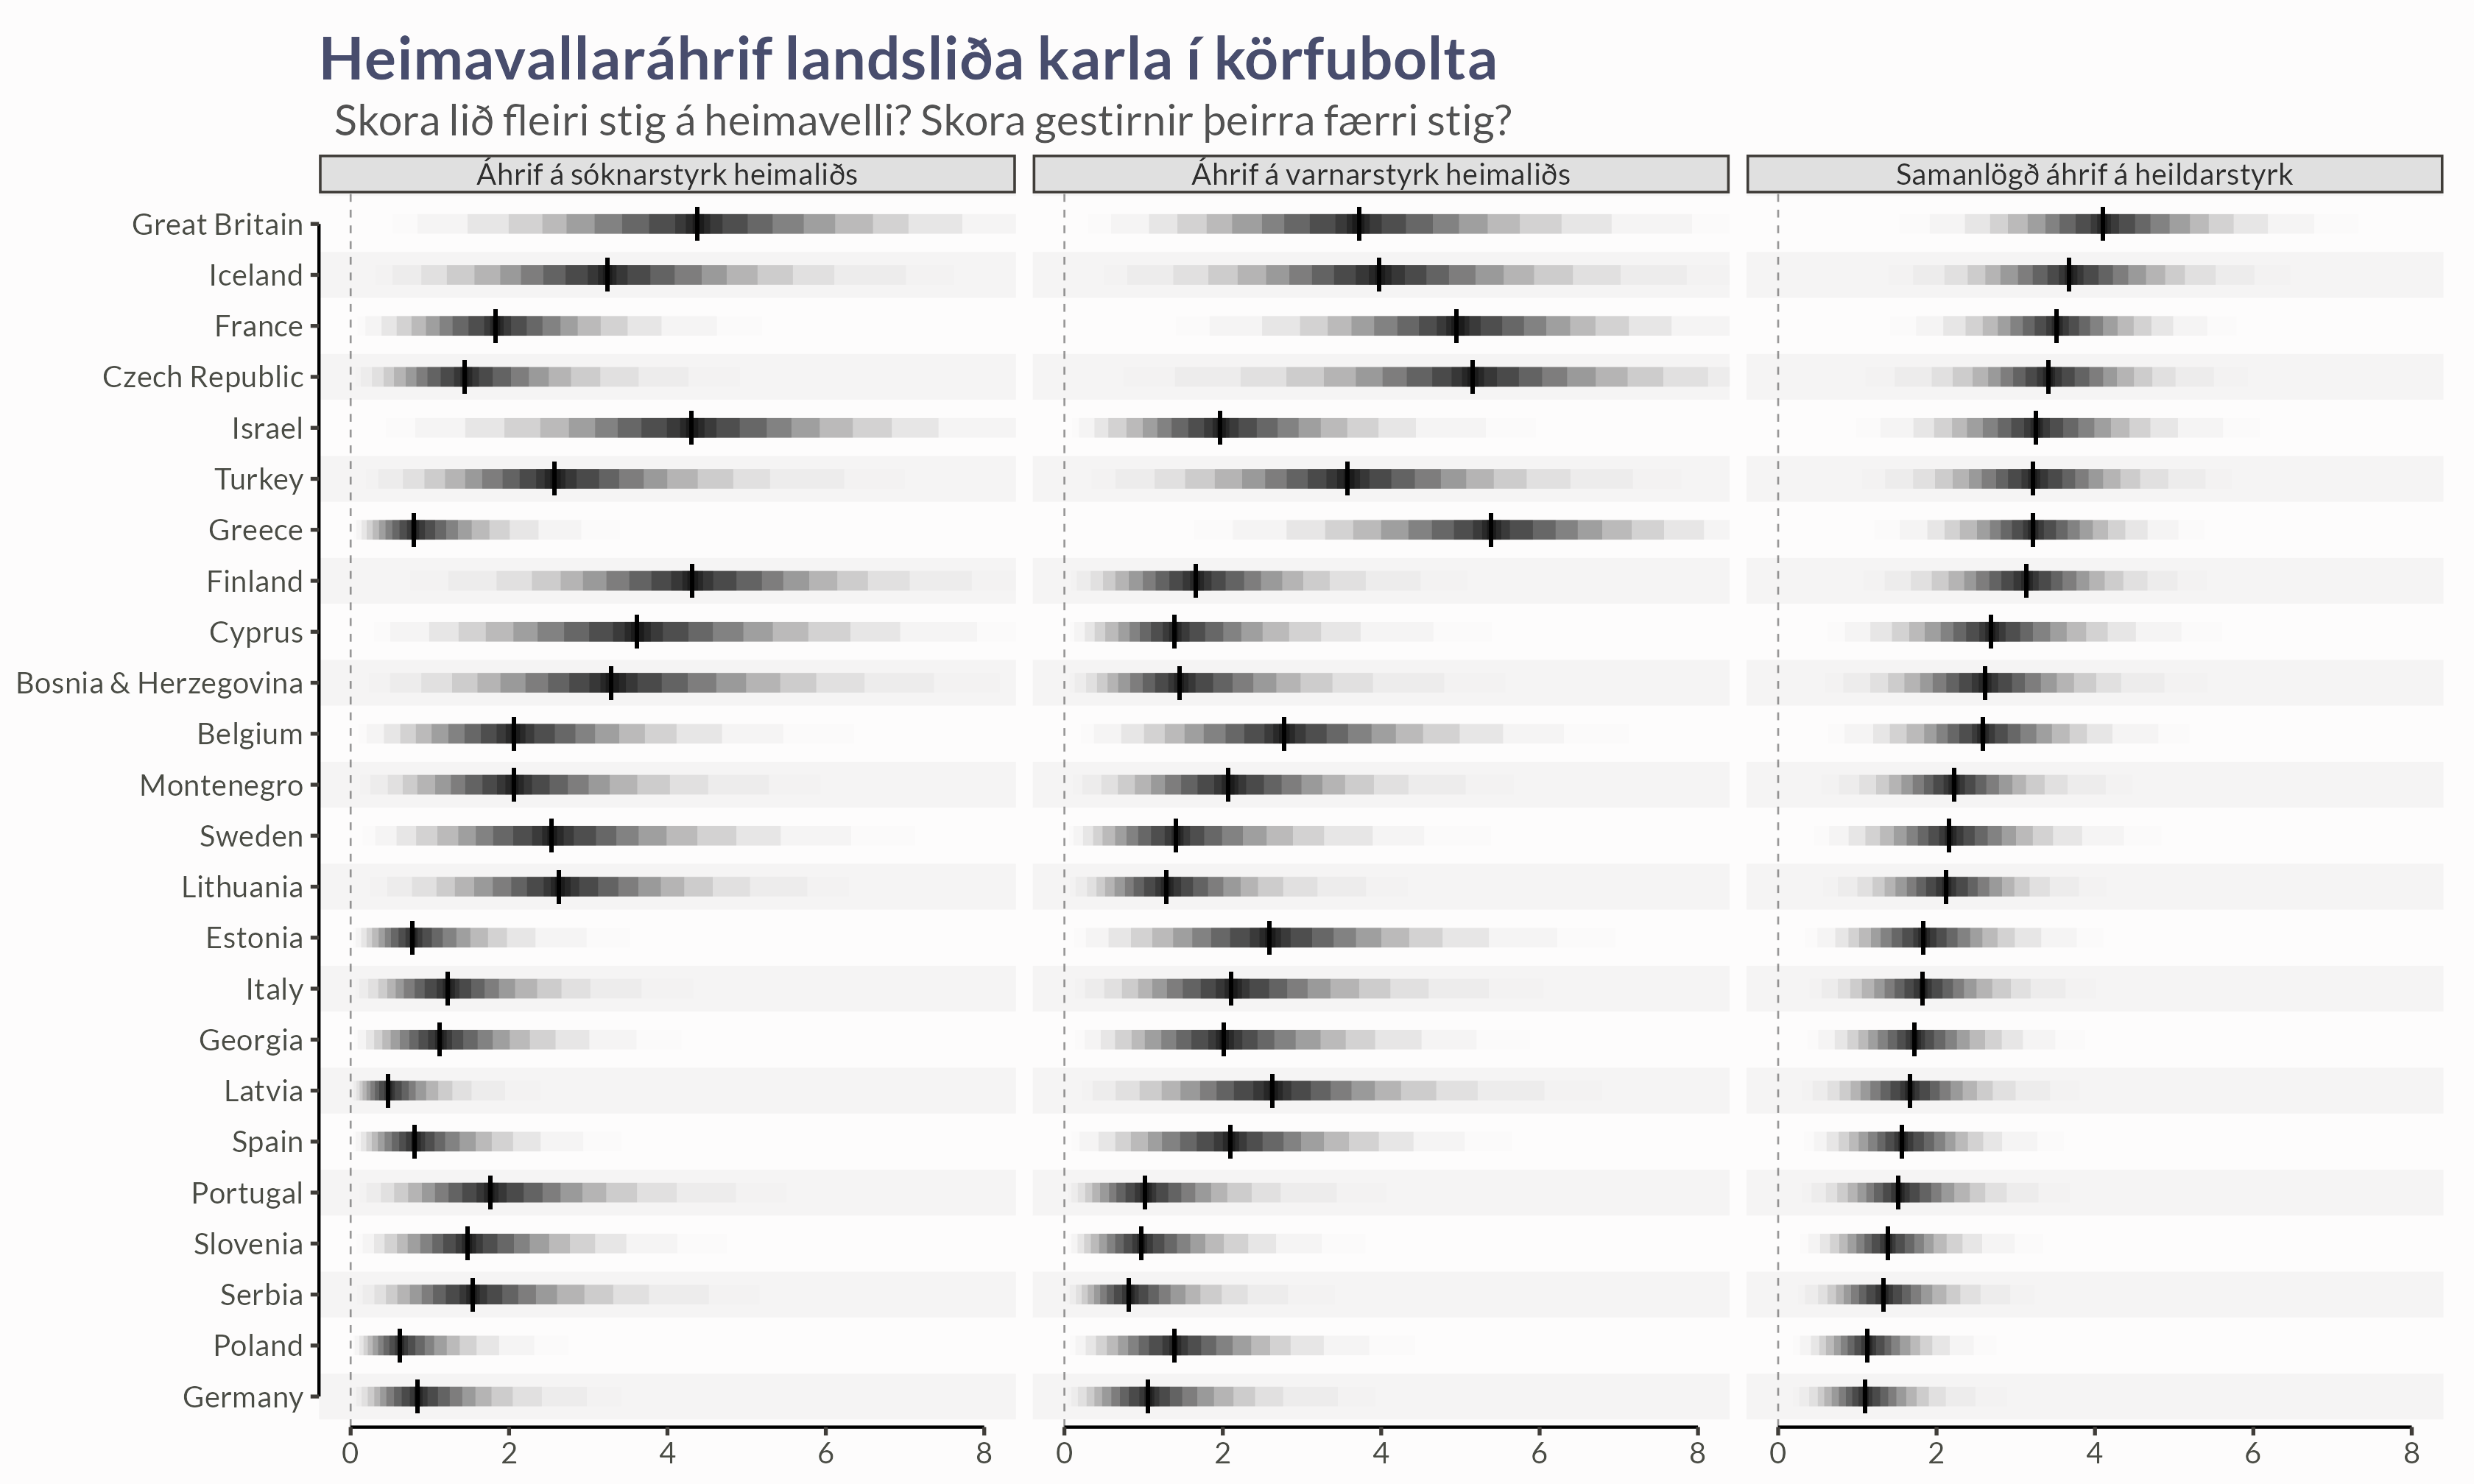 Heimavallaráhrif landsliða karla í körfubolta
Skora lið fleiri stig á heimavelli? Skora gestirnir þeirra færri stig?
Áhrif á sóknarstyrk heimaliðs
Áhrif á varnarstyrk heimaliðs
Samanlögð áhrif á heildarstyrk
Great Britain
Iceland
France
Czech Republic
Israel
Turkey
Greece
Finland
Cyprus
Bosnia & Herzegovina
Belgium
Montenegro
Sweden
Lithuania
Estonia
Italy
Georgia
Latvia
Spain
Portugal
Slovenia
Serbia
Poland
Germany
0 2 4 6 8
0 2 4 6 8
0 2 4 6 8